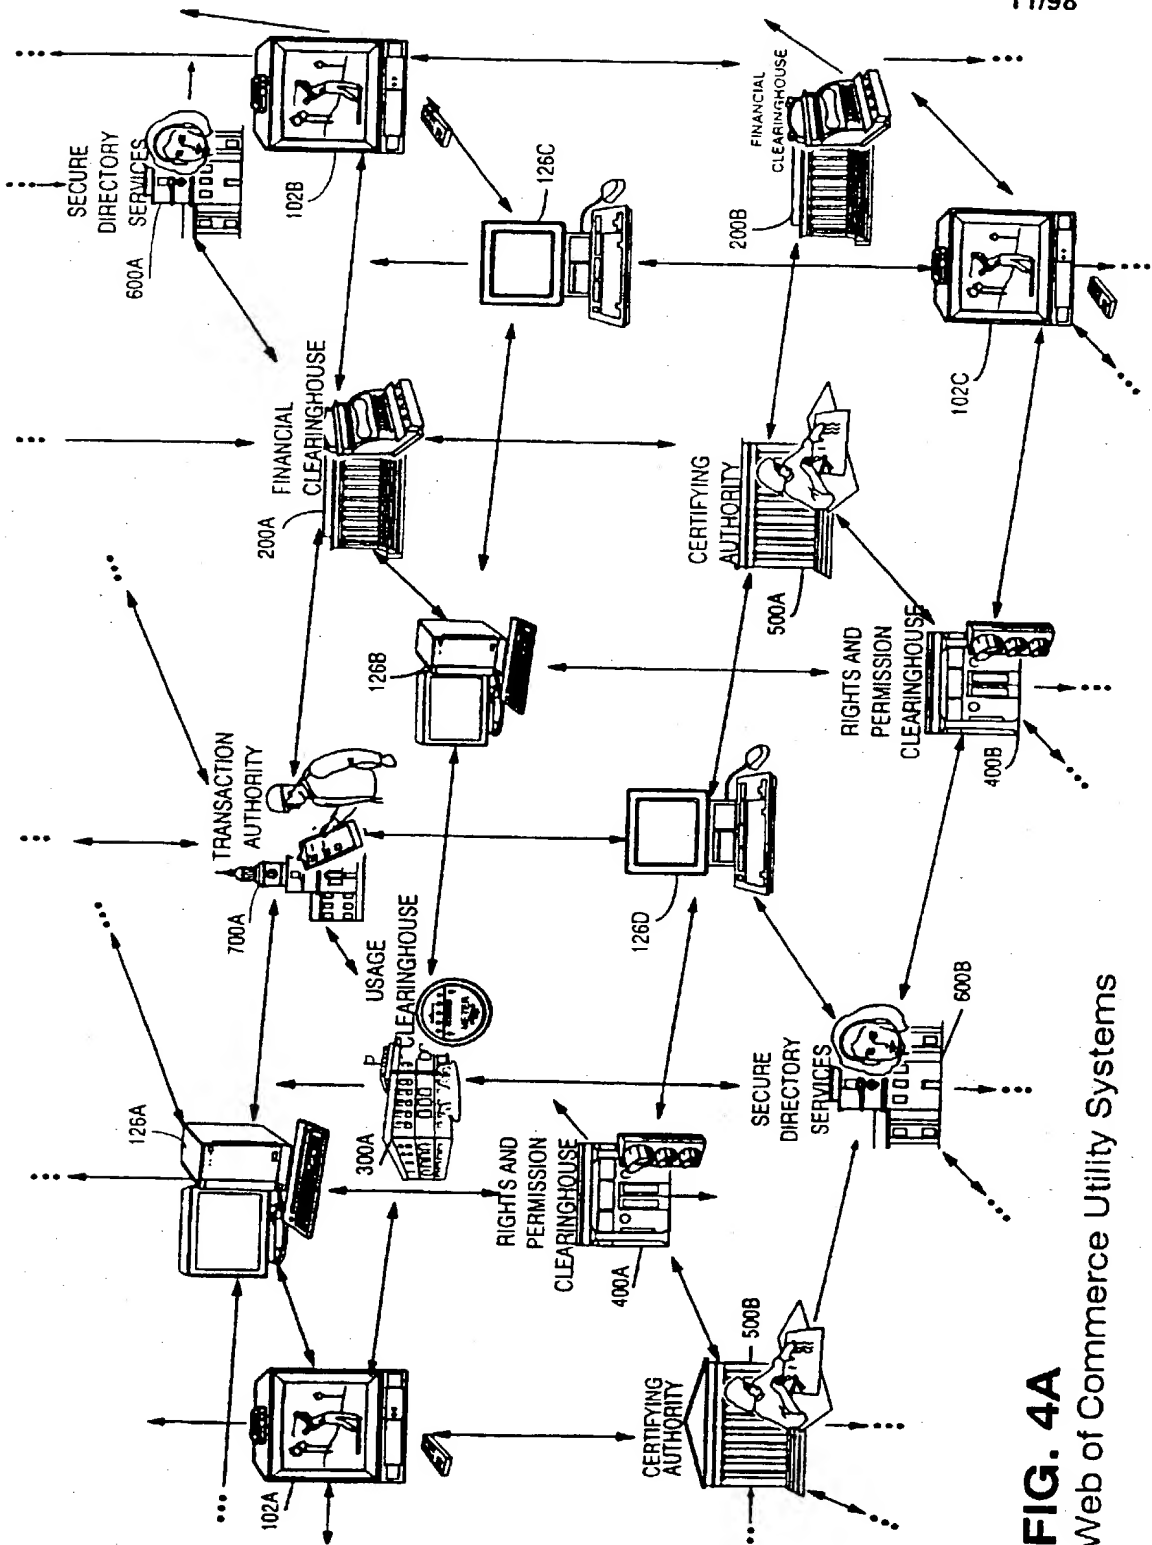 11/98
SECURE
DIRECTORY
SERVICES
600A
126A
TRANSACTION
AUTHORITY
700A
102A
102B
FINANCIAL
CLEARINGHOUSE
200A
USAGE
CLEARINGHOUSE
300A
126B
126C
RIGHTS AND
PERMISSION
CLEARINGHOUSE
400A
126D
CERTIFYING
AUTHORITY
500B
CERTIFYING
AUTHORITY
500A
SECURE
DIRECTORY
SERVICES
600B
FINANCIAL
CLEARINGHOUSE
200B
RIGHTS AND
PERMISSION
CLEARINGHOUSE
400B
102C
METER
FIG. 4A
Web of Commerce Utility Systems